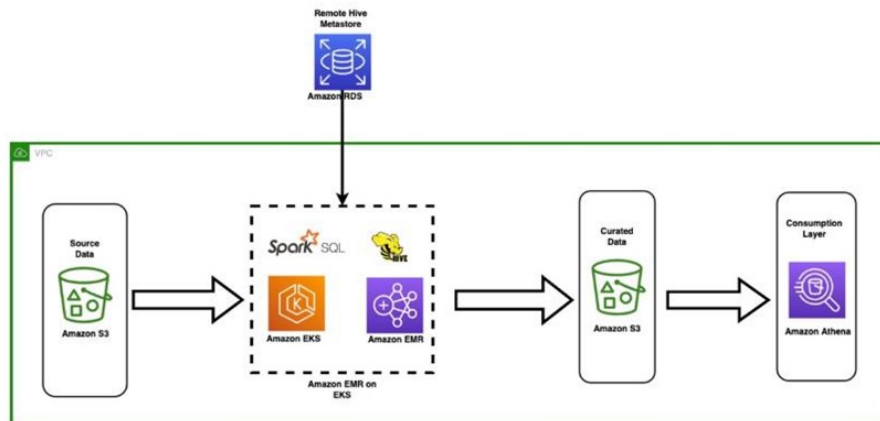 Remote Hive
Metastore
Amazon RDS
VPC
Source
Data
Amazon S3
Spark SQL
HIVE
Amazon EKS
Amazon EMR
Amazon EMR on
EKS
Curated
Data
Amazon S3
Consumption
Layer
Amazon Athena